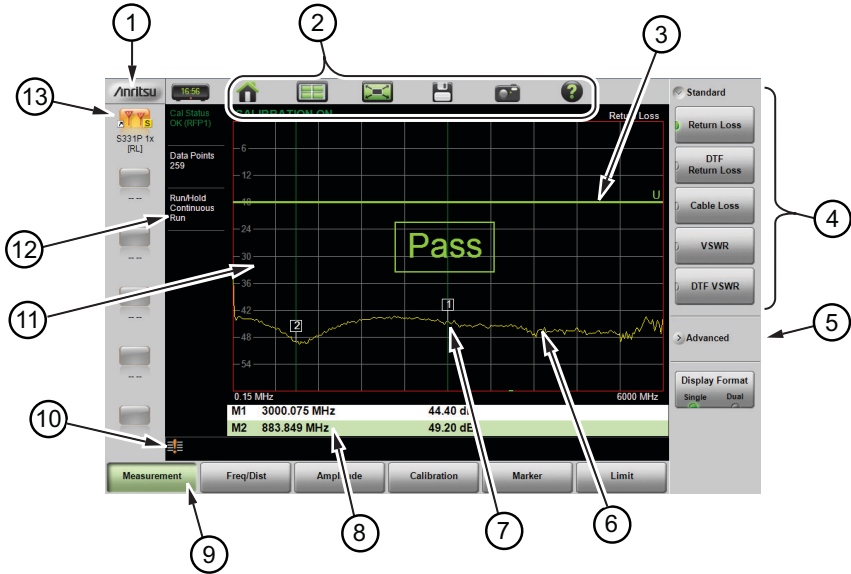 1
2
3
13
Anritsu
16:56
?
Standard
Cal Status
OK (RFP1)
CALIBRATION ON
Return Loss
S331P 1x
[RL]
Data Points
259
Return Loss
DTF
Return Loss
Cable Loss
VSWR
DTF VSWR
4
-- --
-- --
-- --
-- --
Run/Hold
Continuous
Run
6
12
18
24
30
36
42
48
54
U
Pass
1
2
12
11
5
Advanced
Display Format
Single Dual
0.15 MHz
6000 MHz
M1 3000.075 MHz 44.40 dB
M2 883.849 MHz 49.20 dB
10
Measurement
Freq/Dist
Amplitude
Calibration
Marker
Limit
9
8
7
6